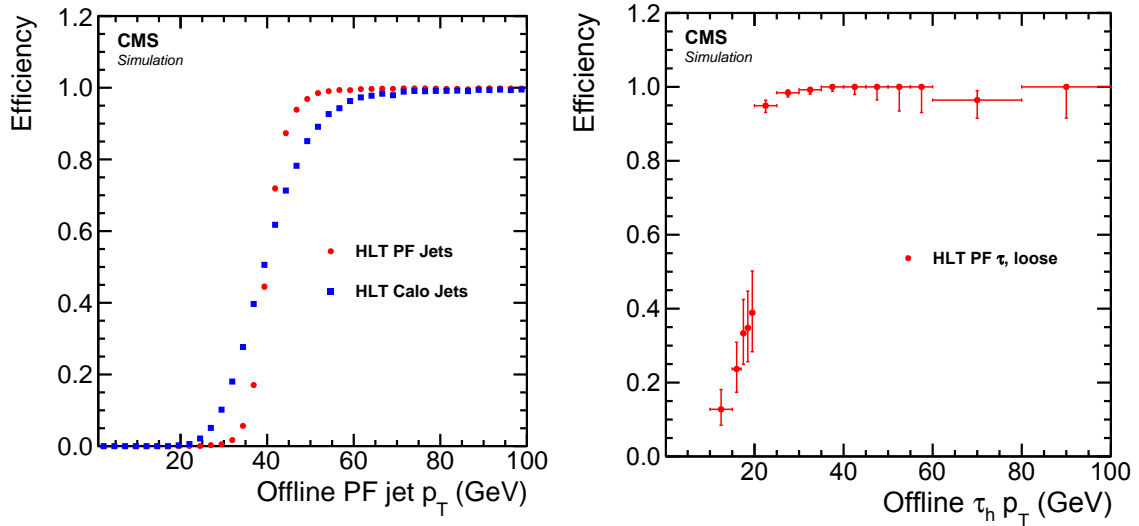 1.2
1.0
0.8
0.6
0.4
0.2
0.0
Efficiency
CMS
Simulation
HLT PF Jets
HLT Calo Jets
20 40 60 80 100
Offline PF jet p_T (GeV)
1.2
1.0
0.8
0.6
0.4
0.2
0.0
Efficiency
CMS
Simulation
HLT PF τ, loose
0 20 40 60 80 100
Offline τ_h p_T (GeV)